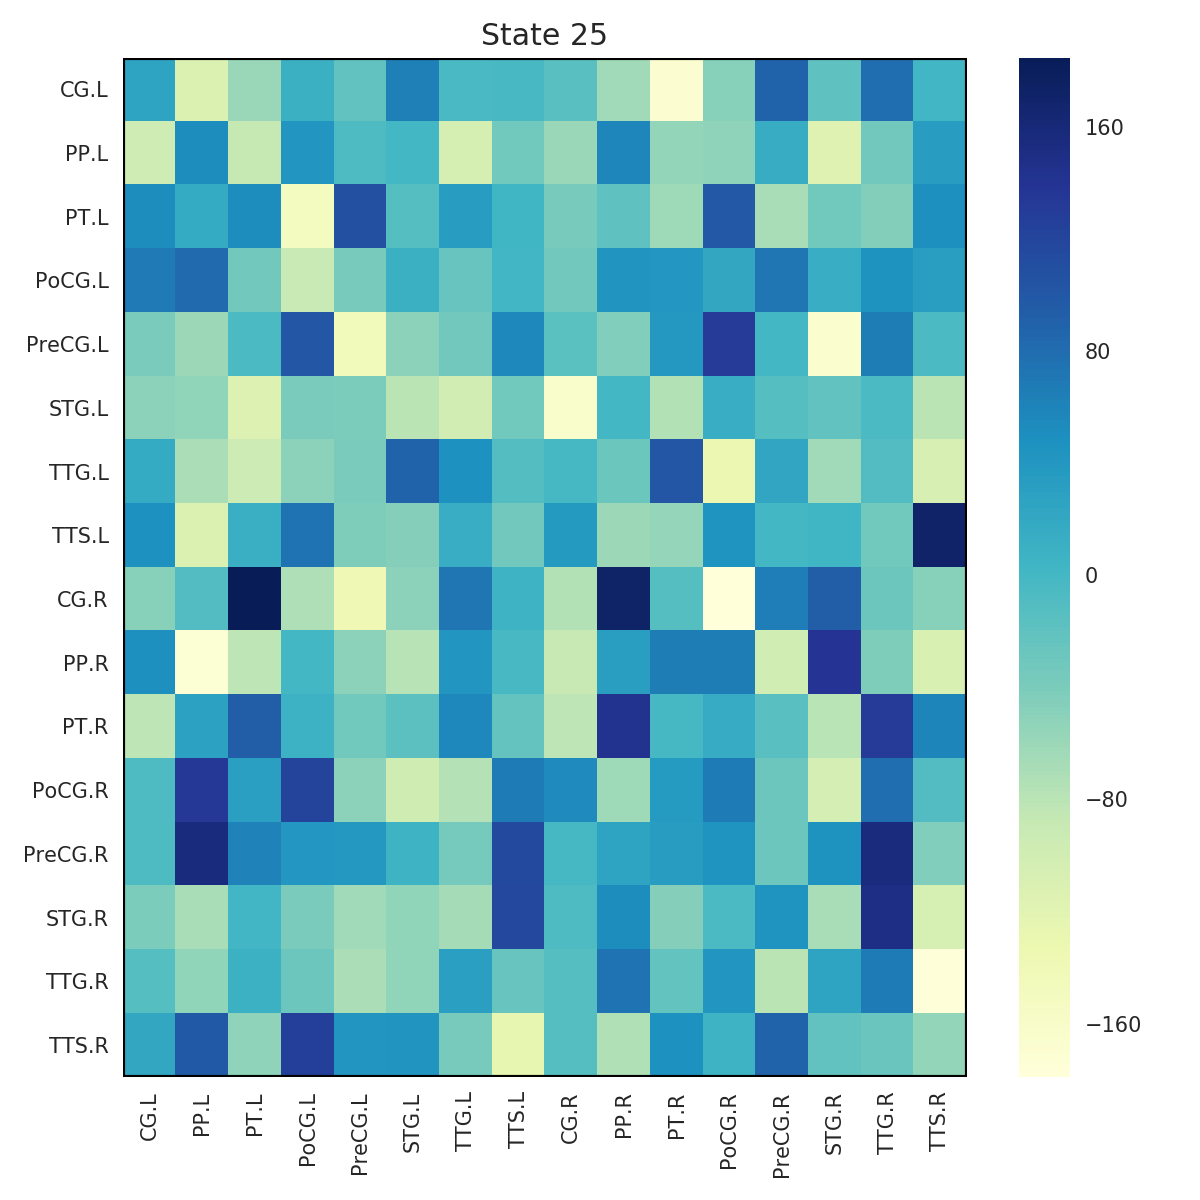 State 25
CG.L
PP.L
PT.L
PoCG.L
PreCG.L
STG.L
TTG.L
TTS.L
CG.R
PP.R
PT.R
PoCG.R
PreCG.R
STG.R
TTG.R
TTS.R
CG.L
PP.L
PT.L
PoCG.L
PreCG.L
STG.L
TTG.L
TTS.L
CG.R
PP.R
PT.R
PoCG.R
PreCG.R
STG.R
TTG.R
TTS.R
160
80
0
−80
−160